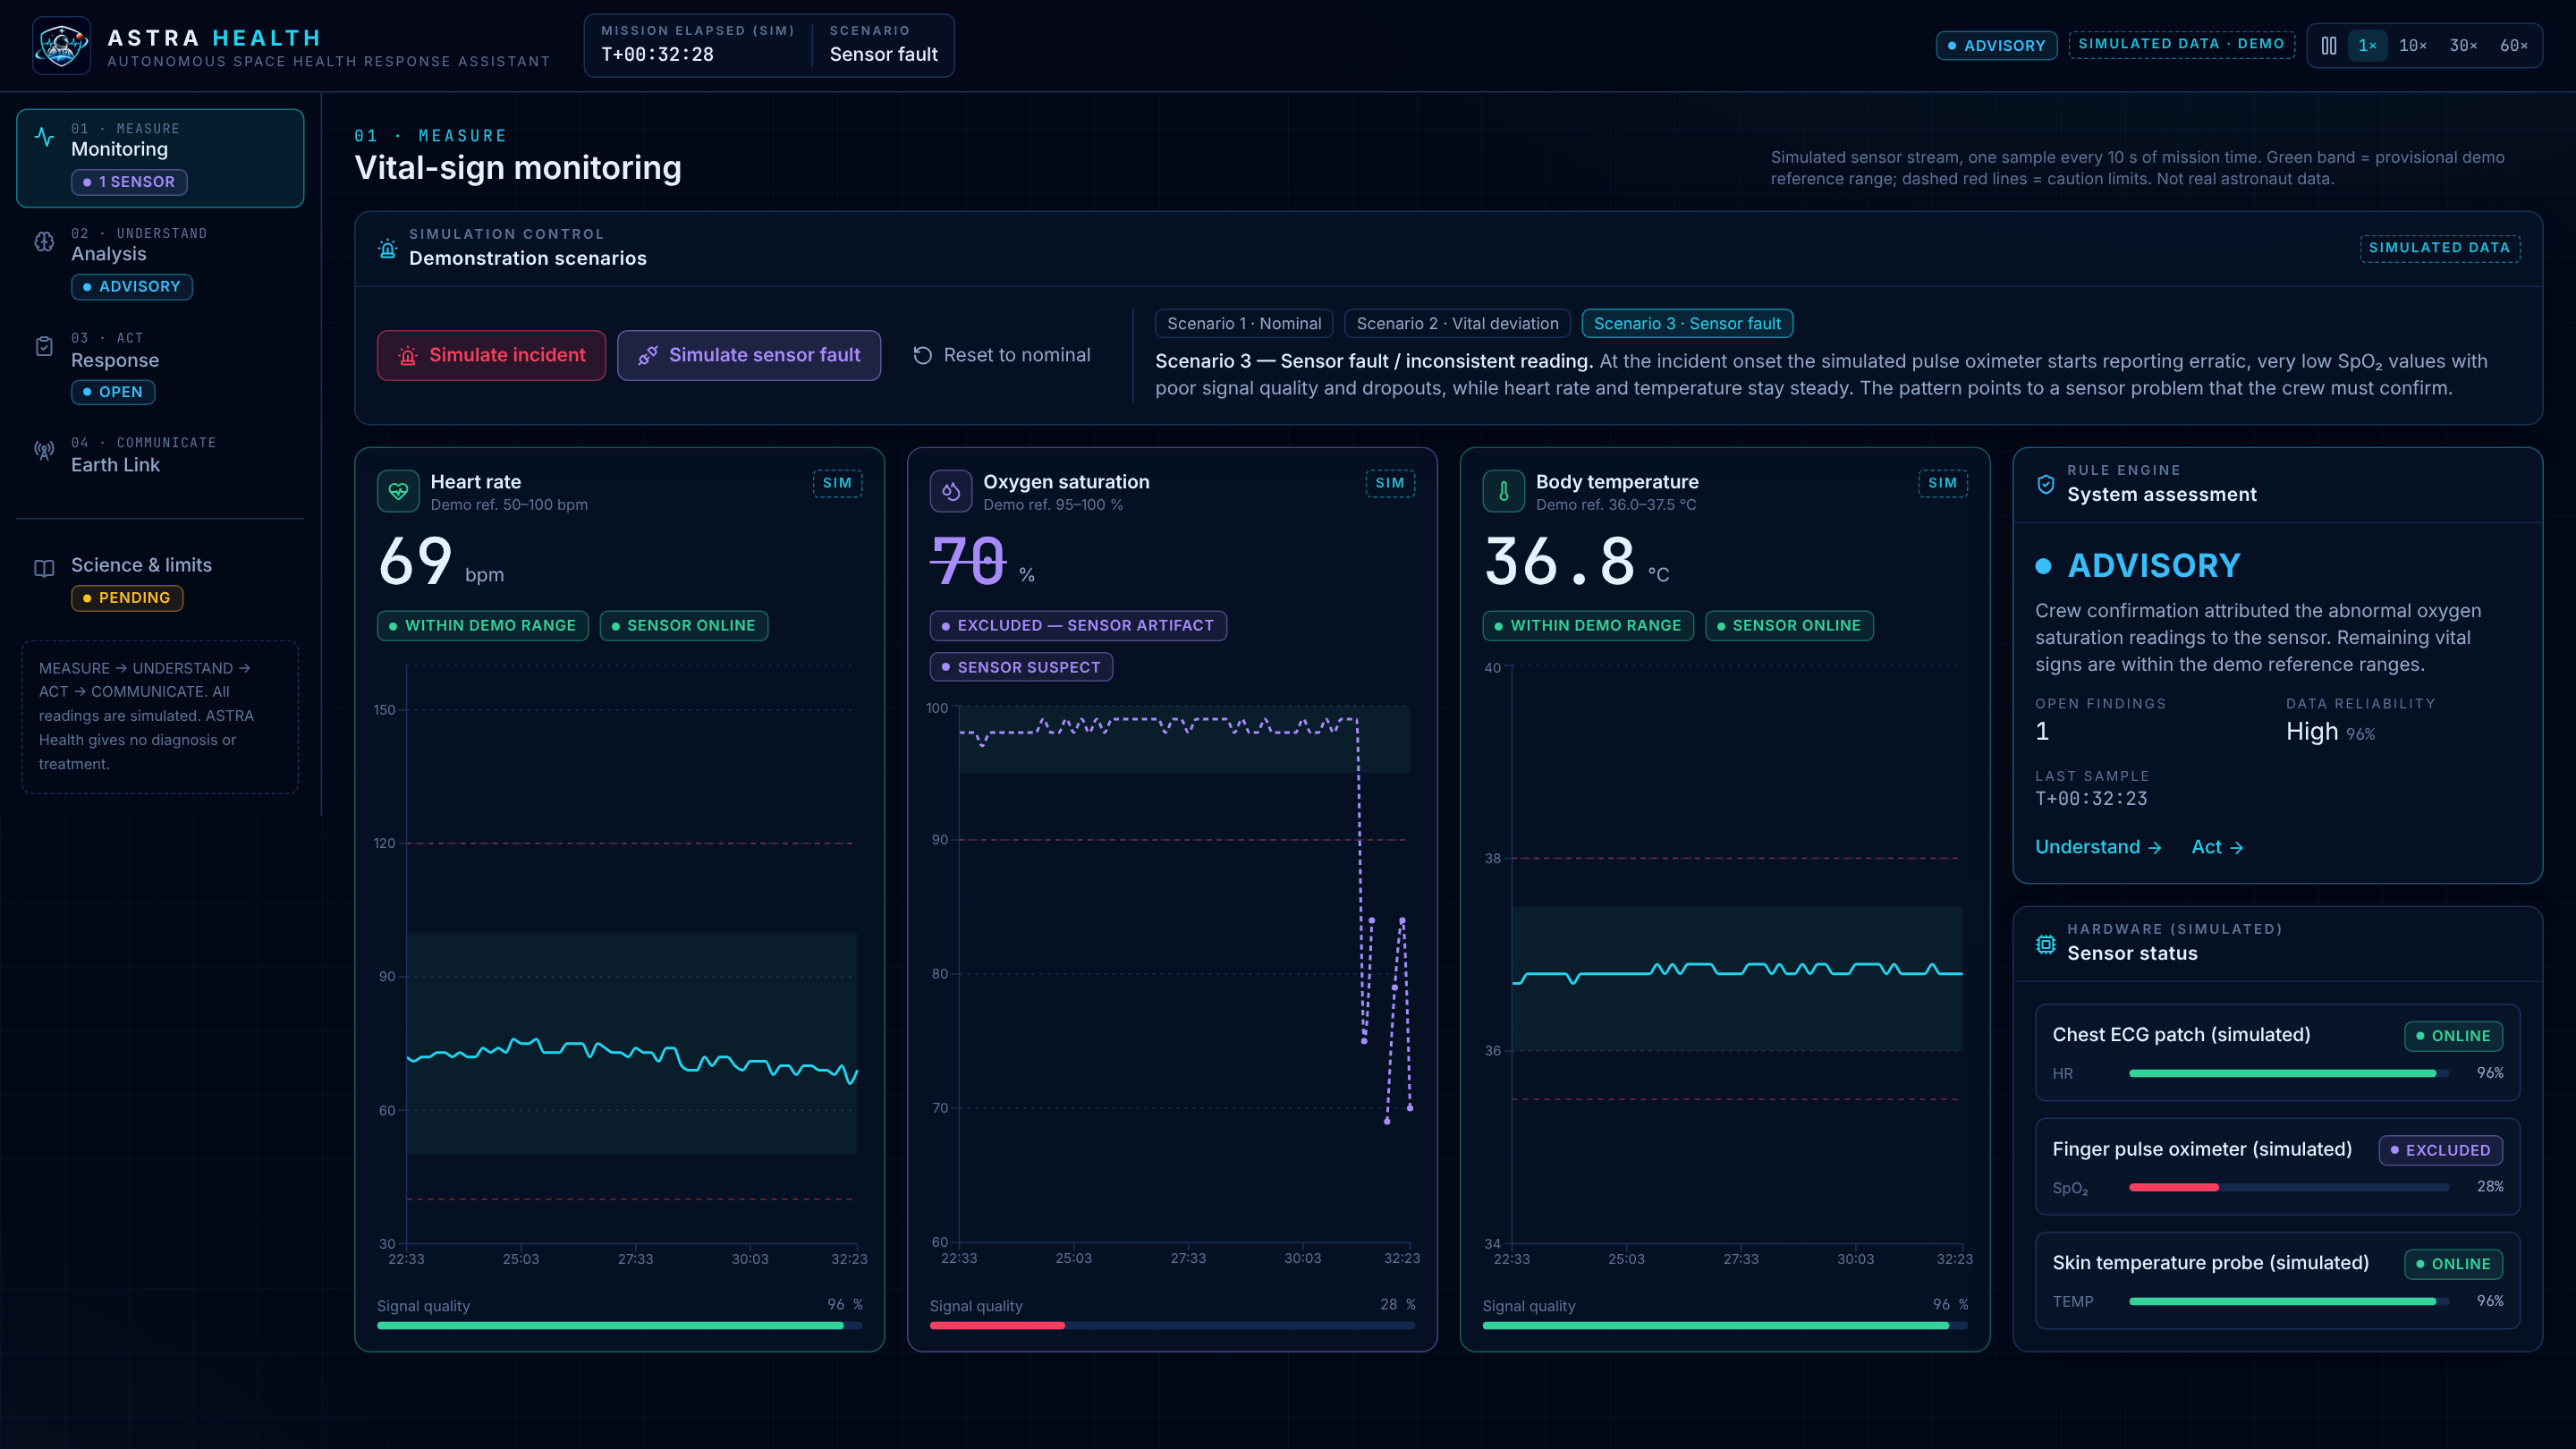 ASTRA HEALTH
AUTONOMOUS SPACE HEALTH RESPONSE ASSISTANT
MISSION ELAPSED (SIM)
T+00:32:28
SCENARIO
Sensor fault
ADVISORY
SIMULATED DATA · DEMO
1×
10×
30×
60×
01 · MEASURE
Monitoring
1 SENSOR
02 · UNDERSTAND
Analysis
ADVISORY
03 · ACT
Response
OPEN
04 · COMMUNICATE
Earth Link
Science & limits
PENDING
MEASURE → UNDERSTAND →
ACT → COMMUNICATE. All
readings are simulated. ASTRA
Health gives no diagnosis or
treatment.
01 · MEASURE
Vital-sign monitoring
Simulated sensor stream, one sample every 10 s of mission time. Green band = provisional demo
reference range; dashed red lines = caution limits. Not real astronaut data.
SIMULATION CONTROL
Demonstration scenarios
SIMULATED DATA
Simulate incident
Simulate sensor fault
Reset to nominal
Scenario 1 · Nominal
Scenario 2 · Vital deviation
Scenario 3 · Sensor fault
Scenario 3 — Sensor fault / inconsistent reading. At the incident onset the simulated pulse oximeter starts reporting erratic, very low SpO₂ values with
poor signal quality and dropouts, while heart rate and temperature stay steady. The pattern points to a sensor problem that the crew must confirm.
Heart rate
Demo ref. 50–100 bpm
SIM
69 bpm
WITHIN DEMO RANGE
SENSOR ONLINE
150
120
90
60
30
22:33
25:03
27:33
30:03
32:23
Signal quality
96 %
Oxygen saturation
Demo ref. 95–100 %
SIM
70 %
EXCLUDED — SENSOR ARTIFACT
SENSOR SUSPECT
100
90
80
70
60
22:33
25:03
27:33
30:03
32:23
Signal quality
28 %
Body temperature
Demo ref. 36.0–37.5 °C
SIM
36.8 °C
WITHIN DEMO RANGE
SENSOR ONLINE
40
38
36
34
22:33
25:03
27:33
30:03
32:23
Signal quality
96 %
RULE ENGINE
System assessment
ADVISORY
Crew confirmation attributed the abnormal oxygen
saturation readings to the sensor. Remaining vital
signs are within the demo reference ranges.
OPEN FINDINGS
1
DATA RELIABILITY
High 96%
LAST SAMPLE
T+00:32:23
Understand →
Act →
HARDWARE (SIMULATED)
Sensor status
Chest ECG patch (simulated)
ONLINE
HR
96%
Finger pulse oximeter (simulated)
EXCLUDED
SpO₂
28%
Skin temperature probe (simulated)
ONLINE
TEMP
96%